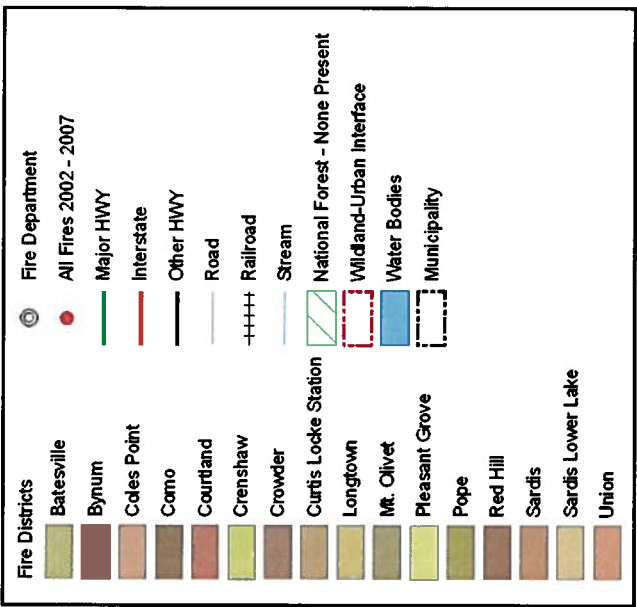 Fire Districts
Batesville
Bynum
Coles Point
Como
Courtland
Crenshaw
Crowder
Curtis Locke Station
Longtown
Mt. Olivet
Pleasant Grove
Pope
Red Hill
Sardis
Sardis Lower Lake
Union
Fire Department
All Fires 2002 - 2007
Major HWY
Interstate
Other HWY
Road
Railroad
Stream
National Forest - None Present
Wildland-Urban Interface
Water Bodies
Municipality